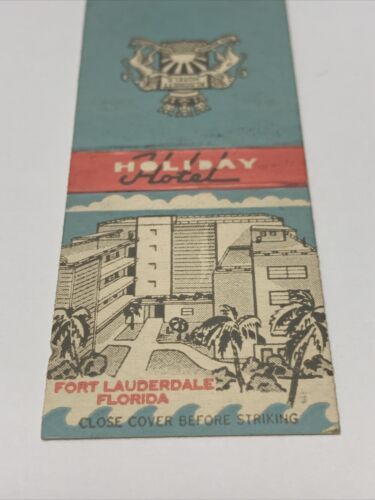 HOLIDAY
Hotel
FORT LAUDERDALE
FLORIDA
CLOSE COVER BEFORE STRIKING